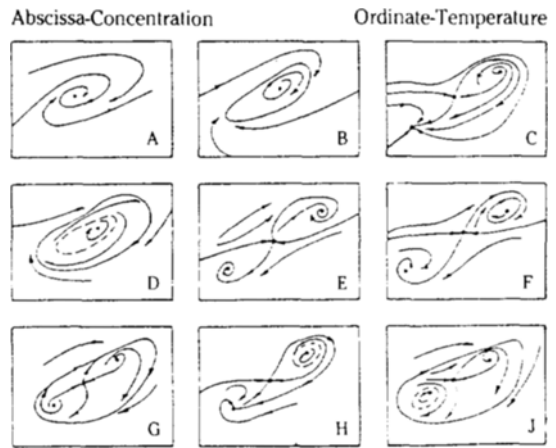 Abscissa-Concentration Ordinate-Temperature
A B C
D E F
G H J